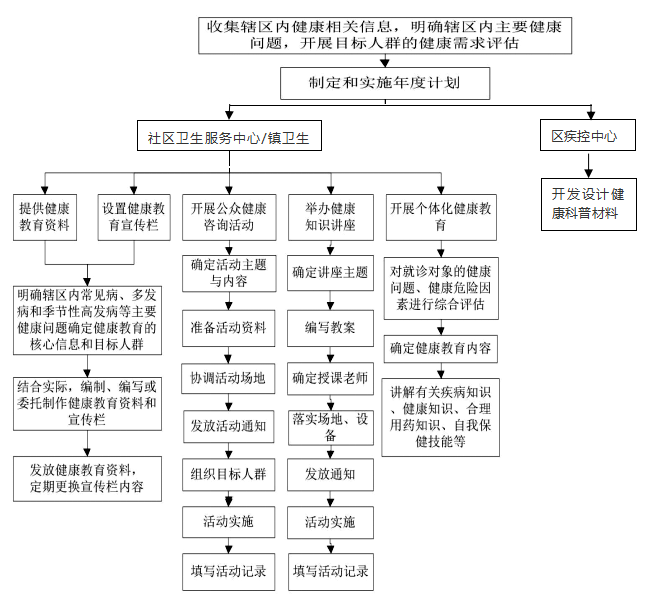 收集辖区内健康相关信息，明确辖区内主要健康
问题，开展目标人群的健康需求评估
制定和实施年度计划
社区卫生服务中心/镇卫生
区疾控中心
开发设计健
康科普材料
提供健康
教育资料
设置健康教
育宣传栏
明确辖区内常见病、多发
病和季节性高发病等主要
健康问题确定健康教育的
核心信息和目标人群
结合实际，编制、编写或
委托制作健康教育资料和
宣传栏
发放健康教育资料，
定期更换宣传栏内容
开展公众健康
咨询活动
确定活动主题
与内容
准备活动资料
协调活动场地
发放活动通知
组织目标人群
活动实施
填写活动记录
举办健康
知识讲座
确定讲座主题
编写教案
确定授课老师
落实场地、设
备
发放通知
活动实施
填写活动记录
开展个体化健康教
育
对就诊对象的健康
问题、健康危险因
素进行综合评估
确定健康教育内容
讲解有关疾病知识
、健康知识、合理
用药知识、自我保
健技能等